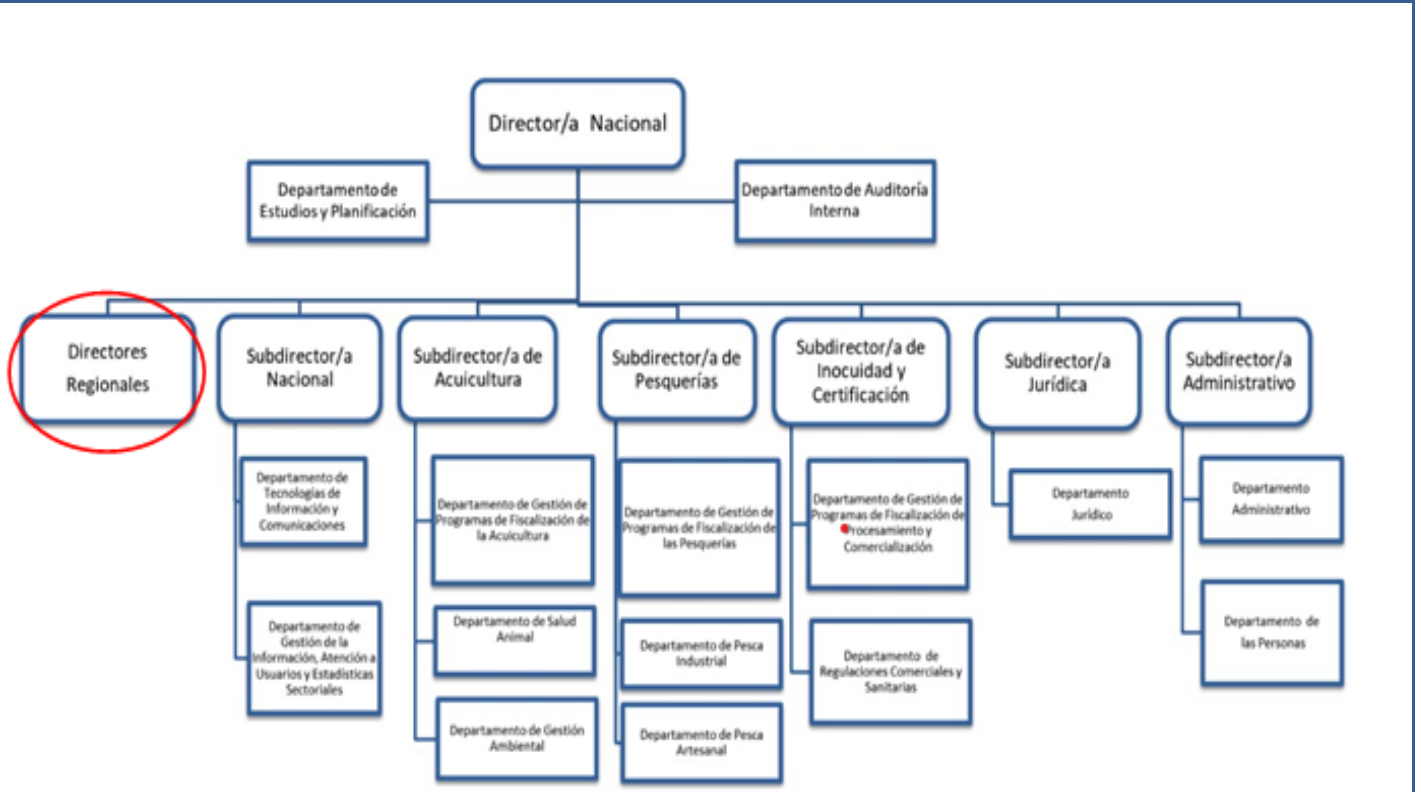 Director/a Nacional
Departamento de
Estudios y Planificación
Departamento de Auditoría
Interna
Directores
Regionales
Subdirector/a
Nacional
Subdirector/a de
Acuicultura
Subdirector/a de
Pesquerías
Subdirector/a de
Inocuidad y
Certificación
Subdirector/a
Jurídica
Subdirector/a
Administrativo
Departamento de
Tecnologías de
Información y
Comunicaciones
Departamento de
Gestión de la
Información, Atención a
Usuarios y Estadísticas
Sectoriales
Departamento de Gestión de
Programas de Fiscalización de
la Acuicultura
Departamento de Salud
Animal
Departamento de Gestión
Ambiental
Departamento de Gestión de
Programas de Fiscalización de
las Pesquerías
Departamento de Pesca
Industrial
Departamento de Pesca
Artesanal
Departamento de Gestión de
Programas de Fiscalización de
Procesamiento y
Comercialización
Departamento de
Regulaciones Comerciales y
Sanitarias
Departamento
Jurídico
Departamento
Administrativo
Departamento de
las Personas